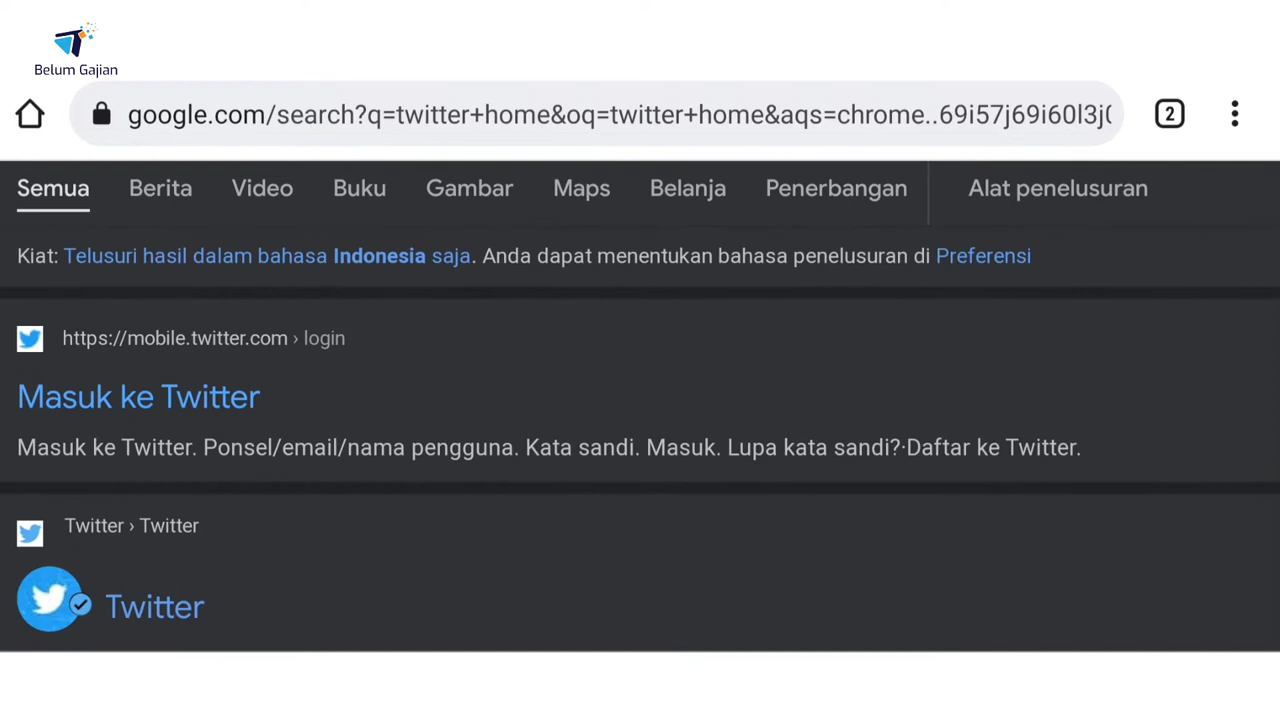 Belum Gajian
google.com/search?q=twitter+home&oq=twitter+home&aqs=chrome..69i57j69i60l3j0
2
Semua Berita Video Buku Gambar Maps Belanja Penerbangan Alat penelusuran
Kiat: Telusuri hasil dalam bahasa Indonesia saja. Anda dapat menentukan bahasa penelusuran di Preferensi
https://mobile.twitter.com › login
Masuk ke Twitter
Masuk ke Twitter. Ponsel/email/nama pengguna. Kata sandi. Masuk. Lupa kata sandi?·Daftar ke Twitter.
Twitter › Twitter
Twitter